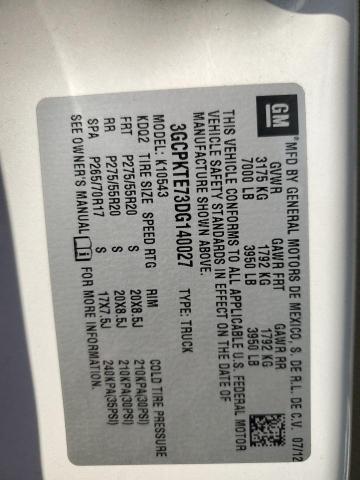 GM
MFD BY GENERAL MOTORS DE MEXICO, S. DE R.L. DE C.V. 07/12
GVWR GAWR FRT GAWR RR
3175 KG 1792 KG 1792 KG
7000 LB 3950 LB 3950 LB
THIS VEHICLE CONFORMS TO ALL APPLICABLE U.S. FEDERAL MOTOR
VEHICLE SAFETY STANDARDS IN EFFECT ON THE DATE OF
MANUFACTURE SHOWN ABOVE.
3GCPKTE73DG140027 TYPE: TRUCK
MODEL: K10543
KDQ2 TIRE SIZE SPEED RTG RIM COLD TIRE PRESSURE
FRT P275/55R20 S 20X8.5J 210KPA(30PSI)
RR P275/55R20 S 20X8.5J 210KPA(30PSI)
SPA P265/70R17 S 17X7.5J 240KPA(35PSI)
SEE OWNER'S MANUAL FOR MORE INFORMATION.